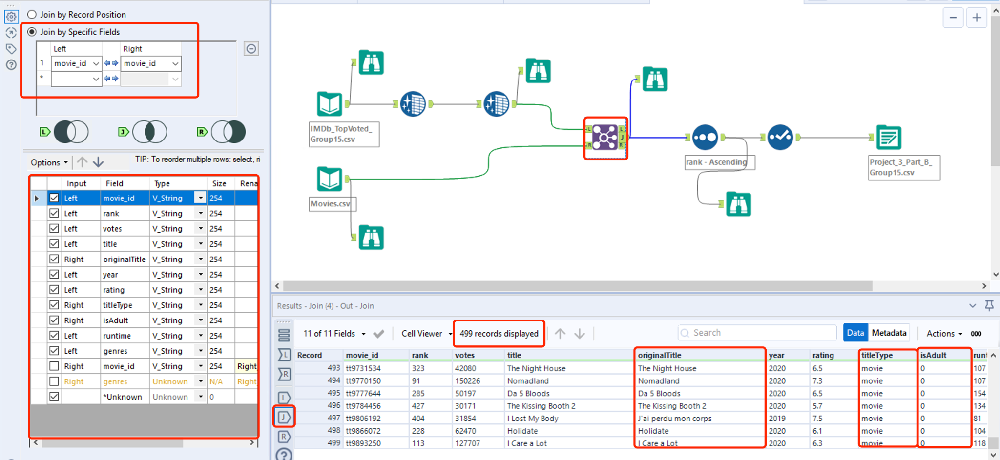 Join by Record Position
Join by Specific Fields
Left Right
1 movie_id movie_id
*
L J R
Options TIP: To reorder multiple rows: select, ri
Input Field Type Size Rena
Left movie_id V_String 254
Left rank V_String 254
Left votes V_String 254
Left title V_String 254
Right originalTitle V_String 254
Left year V_String 254
Left rating V_String 254
Right titleType V_String 254
Right isAdult V_String 254
Left runtime V_String 254
Left genres V_String 254
Right movie_id V_String 254 Right_
Right genres Unknown N/A Right_
*Unknown Unknown 0
IMDb_TopVoted_
Group15.csv
Movies.csv
L L
J
R R
rank - Ascending
Project_3_Part_B_
Group15.csv
Results - Join (4) - Out - Join
11 of 11 Fields Cell Viewer 499 records displayed Search Data Metadata Actions 000
L
R
L
J
R
Record movie_id rank votes title originalTitle year rating titleType isAdult runt
493 tt9731534 323 42080 The Night House The Night House 2020 6.5 movie 0 107
494 tt9770150 91 150226 Nomadland Nomadland 2020 7.3 movie 0 107
495 tt9777644 285 50197 Da 5 Bloods Da 5 Bloods 2020 6.5 movie 0 154
496 tt9784456 427 30171 The Kissing Booth 2 The Kissing Booth 2 2020 5.7 movie 0 134
497 tt9806192 404 31854 I Lost My Body J'ai perdu mon corps 2019 7.5 movie 0 81
498 tt9866072 228 62470 Holidate Holidate 2020 6.1 movie 0 104
499 tt9893250 113 127707 I Care a Lot I Care a Lot 2020 6.3 movie 0 118